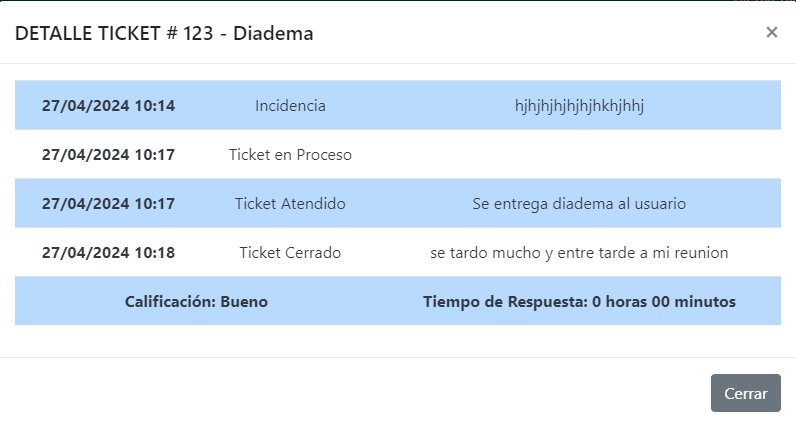 DETALLE TICKET # 123 - Diadema ×
27/04/2024 10:14 Incidencia hjhjhjhjhjhjhkhjhhj
27/04/2024 10:17 Ticket en Proceso
27/04/2024 10:17 Ticket Atendido Se entrega diadema al usuario
27/04/2024 10:18 Ticket Cerrado se tardo mucho y entre tarde a mi reunion
Calificación: Bueno Tiempo de Respuesta: 0 horas 00 minutos
Cerrar